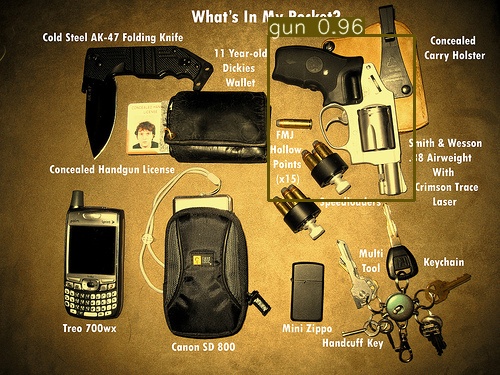 What's In My Pocket?
gun 0.96
Cold Steel AK-47 Folding Knife
11 Year-old
Dickies
Wallet
Concealed
Carry Holster
FMJ
Hollow
Points
(x15)
Smith & Wesson
.38 Airweight
With
Crimson Trace
Laser
Concealed Handgun License
Speedloaders
Multi
Tool
Keychain
Treo 700wx
Canon SD 800
Mini Zippo
Handcuff Key